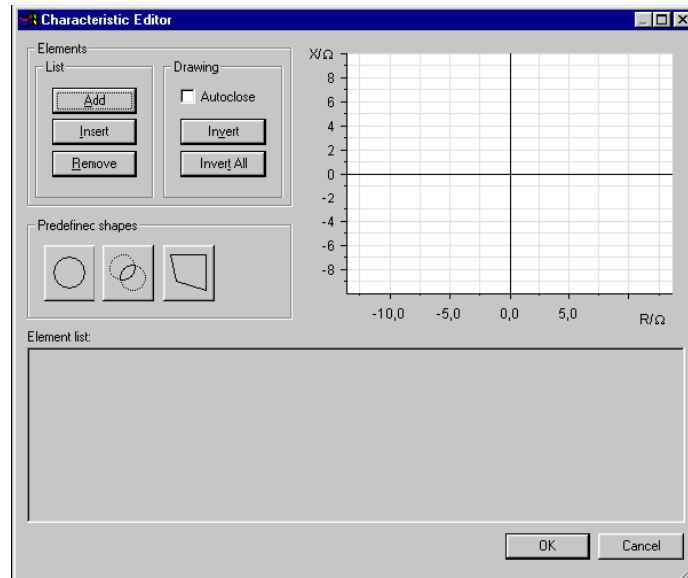 Characteristic Editor
Elements
List
Add
Insert
Remove
Drawing
Autoclose
Invert
Invert All
Predefinec shapes
X/Ω
8
6
4
2
0
-2
-4
-6
-8
-10,0 -5,0 0,0 5,0
R/Ω
Element list:
OK Cancel